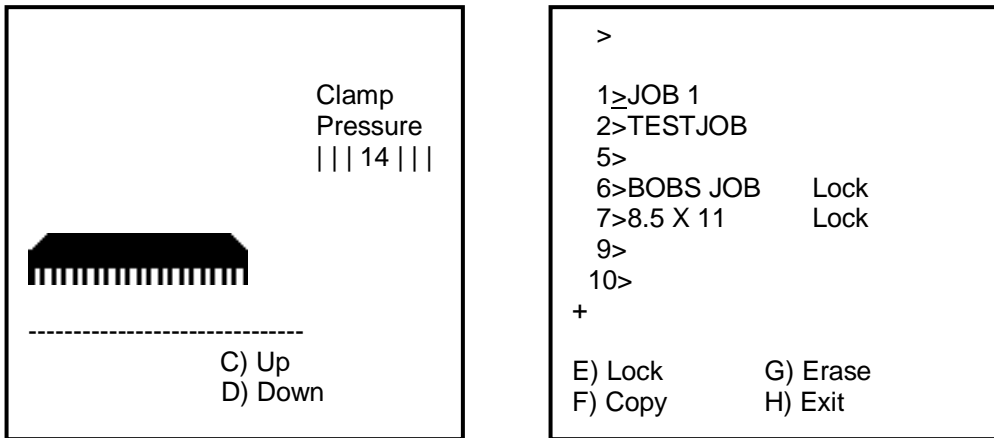 Clamp
Pressure
| | | 14 | | |
-------------------------------
C) Up
D) Down
>
1>JOB 1
2>TESTJOB
5>
6>BOBS JOB Lock
7>8.5 X 11 Lock
9>
10>
+
E) Lock G) Erase
F) Copy H) Exit